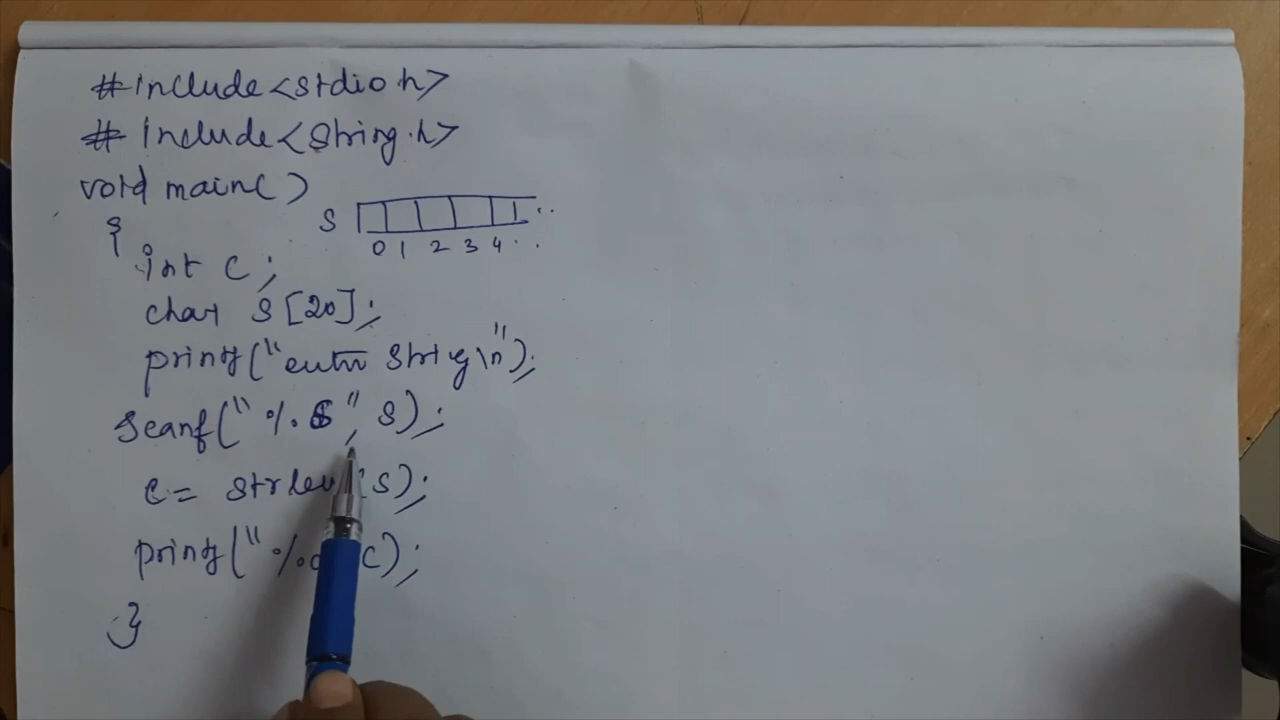 #include<stdio.h>
# include<string.h>
void main()
{
S
0 1 2 3 4 . .
int c;
char s[20];
printf("enter string\n");
scanf("%s", s);
c= strlen(s);
printf(" %d c);
}